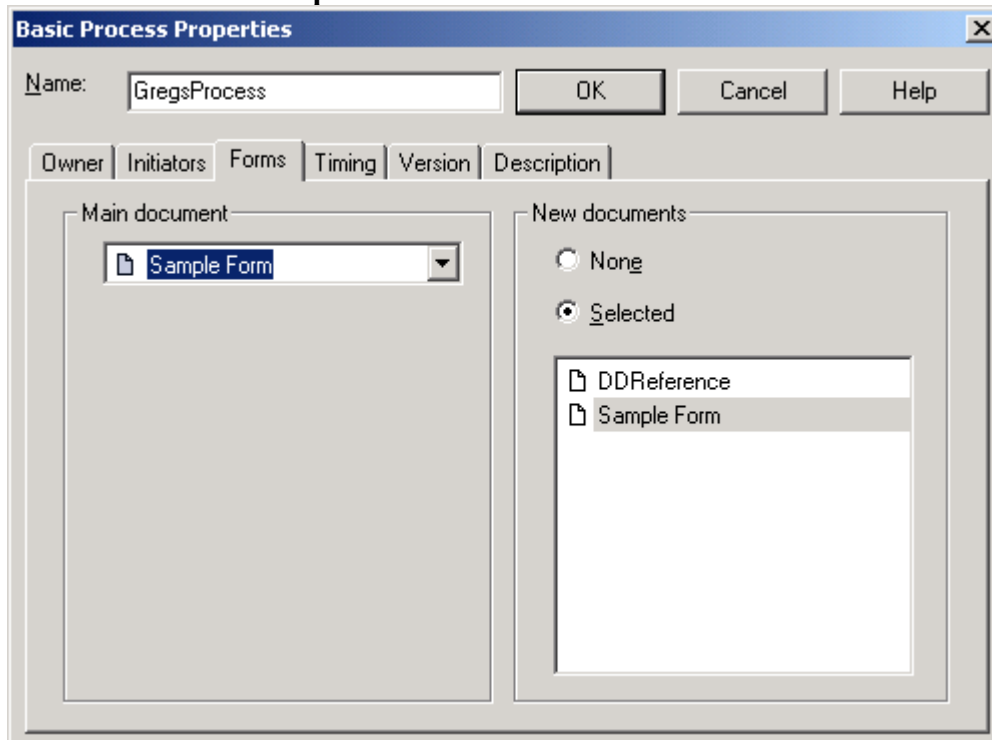 Basic Process Properties
Name: GregsProcess OK Cancel Help
Owner Initiators Forms Timing Version Description
Main document
Sample Form
New documents
None
Selected
DDReference
Sample Form